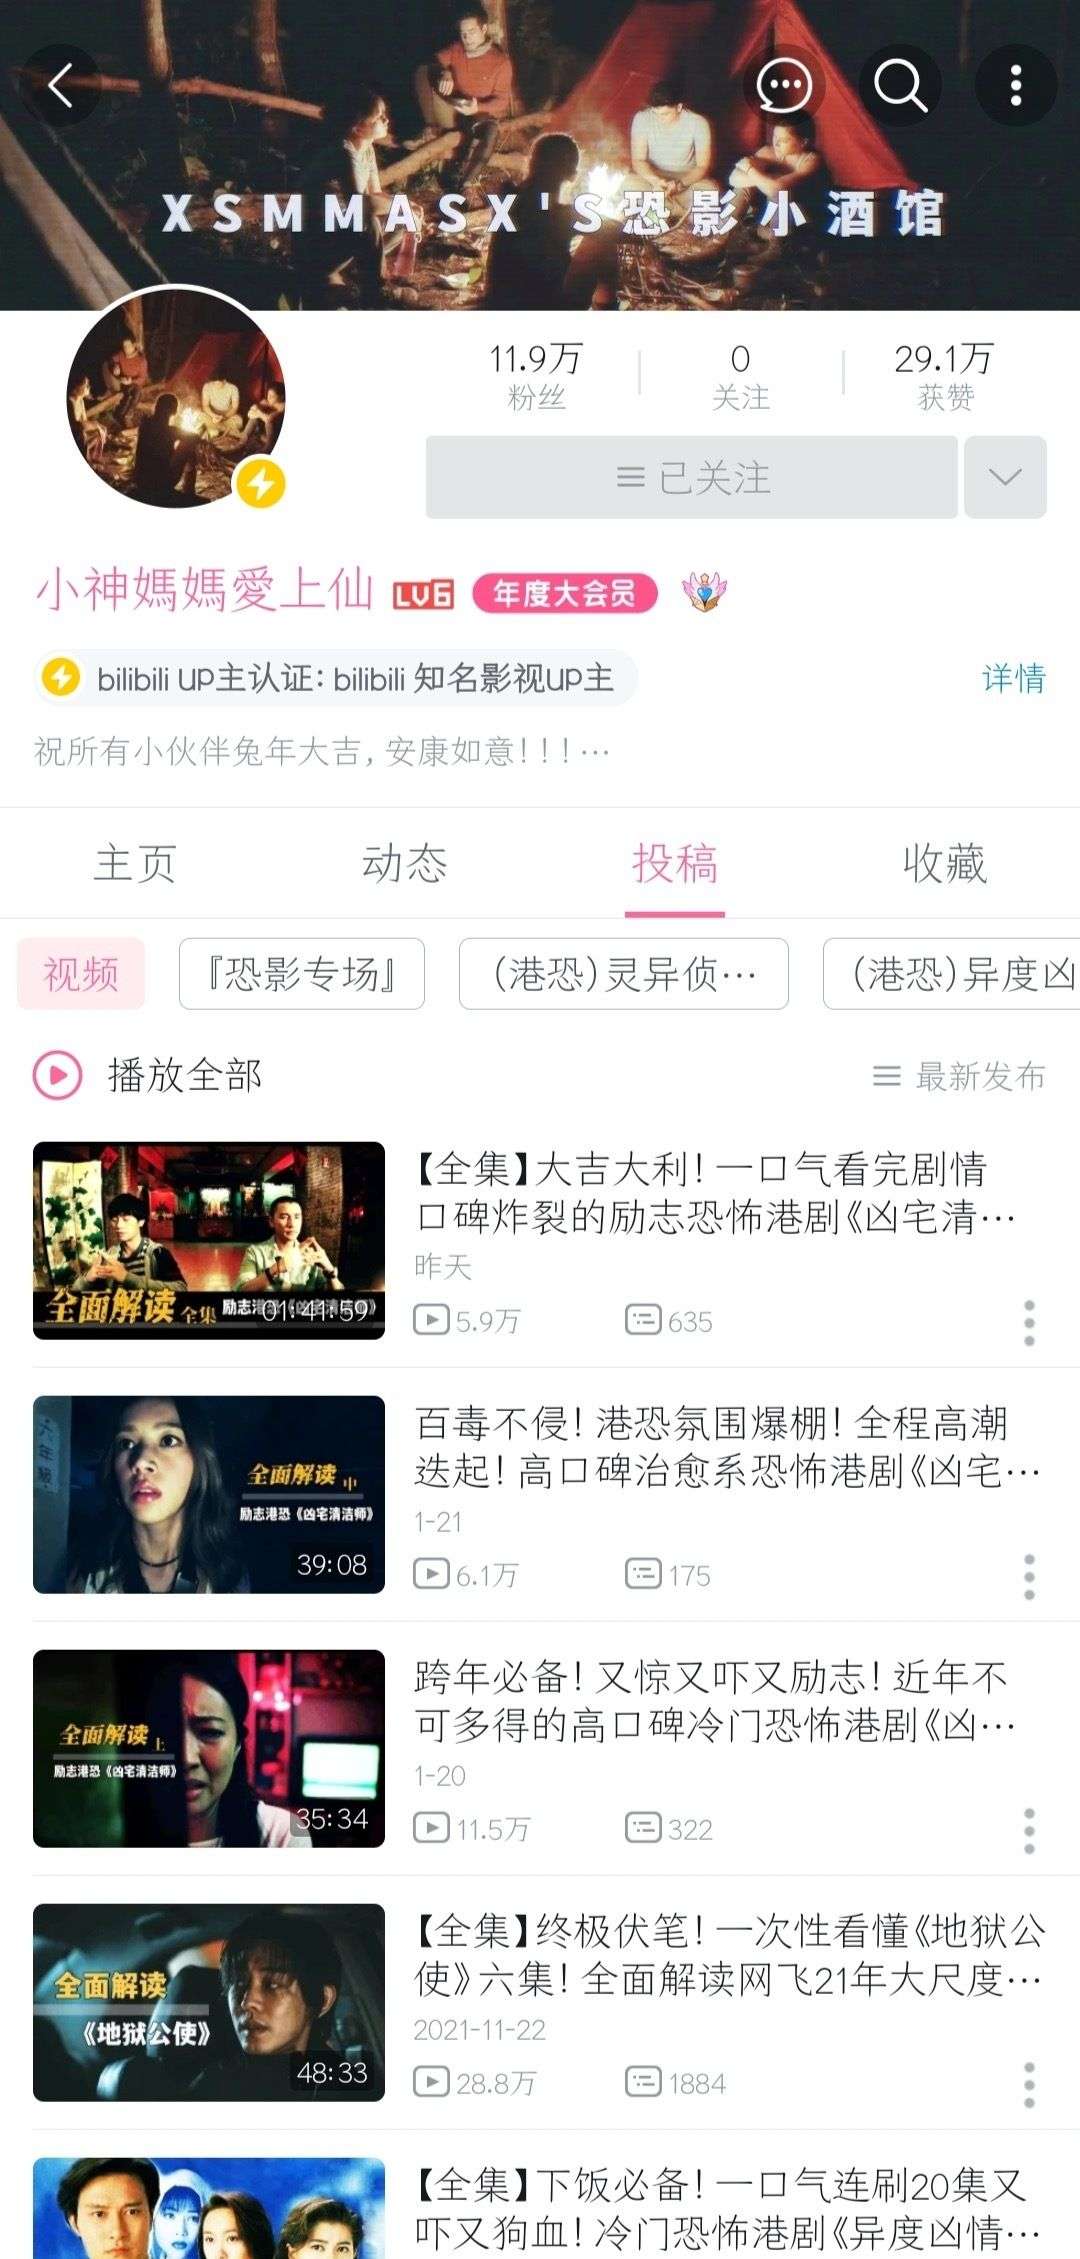 XSMMASX'S恐影小酒馆
11.9万
粉丝
0
关注
29.1万
获赞
已关注
小神媽媽愛上仙 LV6 年度大会员
bilibili UP主认证: bilibili 知名影视UP主
详情
祝所有小伙伴兔年大吉, 安康如意!!!…
主页 动态 投稿 收藏
视频 『恐影专场』 (港恐)灵异侦… (港恐)异度凶
播放全部
最新发布
全面解读 全集
励志港恐《凶宅清洁师》
01:41:59
【全集】大吉大利! 一口气看完剧情
口碑炸裂的励志恐怖港剧《凶宅清…
昨天
5.9万 635
六年級
全面解读 中
励志港恐《凶宅清洁师》
39:08
百毒不侵! 港恐氛围爆棚! 全程高潮
迭起! 高口碑治愈系恐怖港剧《凶宅…
1-21
6.1万 175
全面解读 上
励志港恐《凶宅清洁师》
35:34
跨年必备! 又惊又吓又励志! 近年不
可多得的高口碑冷门恐怖港剧《凶…
1-20
11.5万 322
全面解读
《地狱公使》
48:33
【全集】终极伏笔! 一次性看懂《地狱公
使》六集! 全面解读网飞21年大尺度…
2021-11-22
28.8万 1884
【全集】下饭必备! 一口气连刷20集又
吓又狗血! 冷门恐怖港剧《异度凶情…